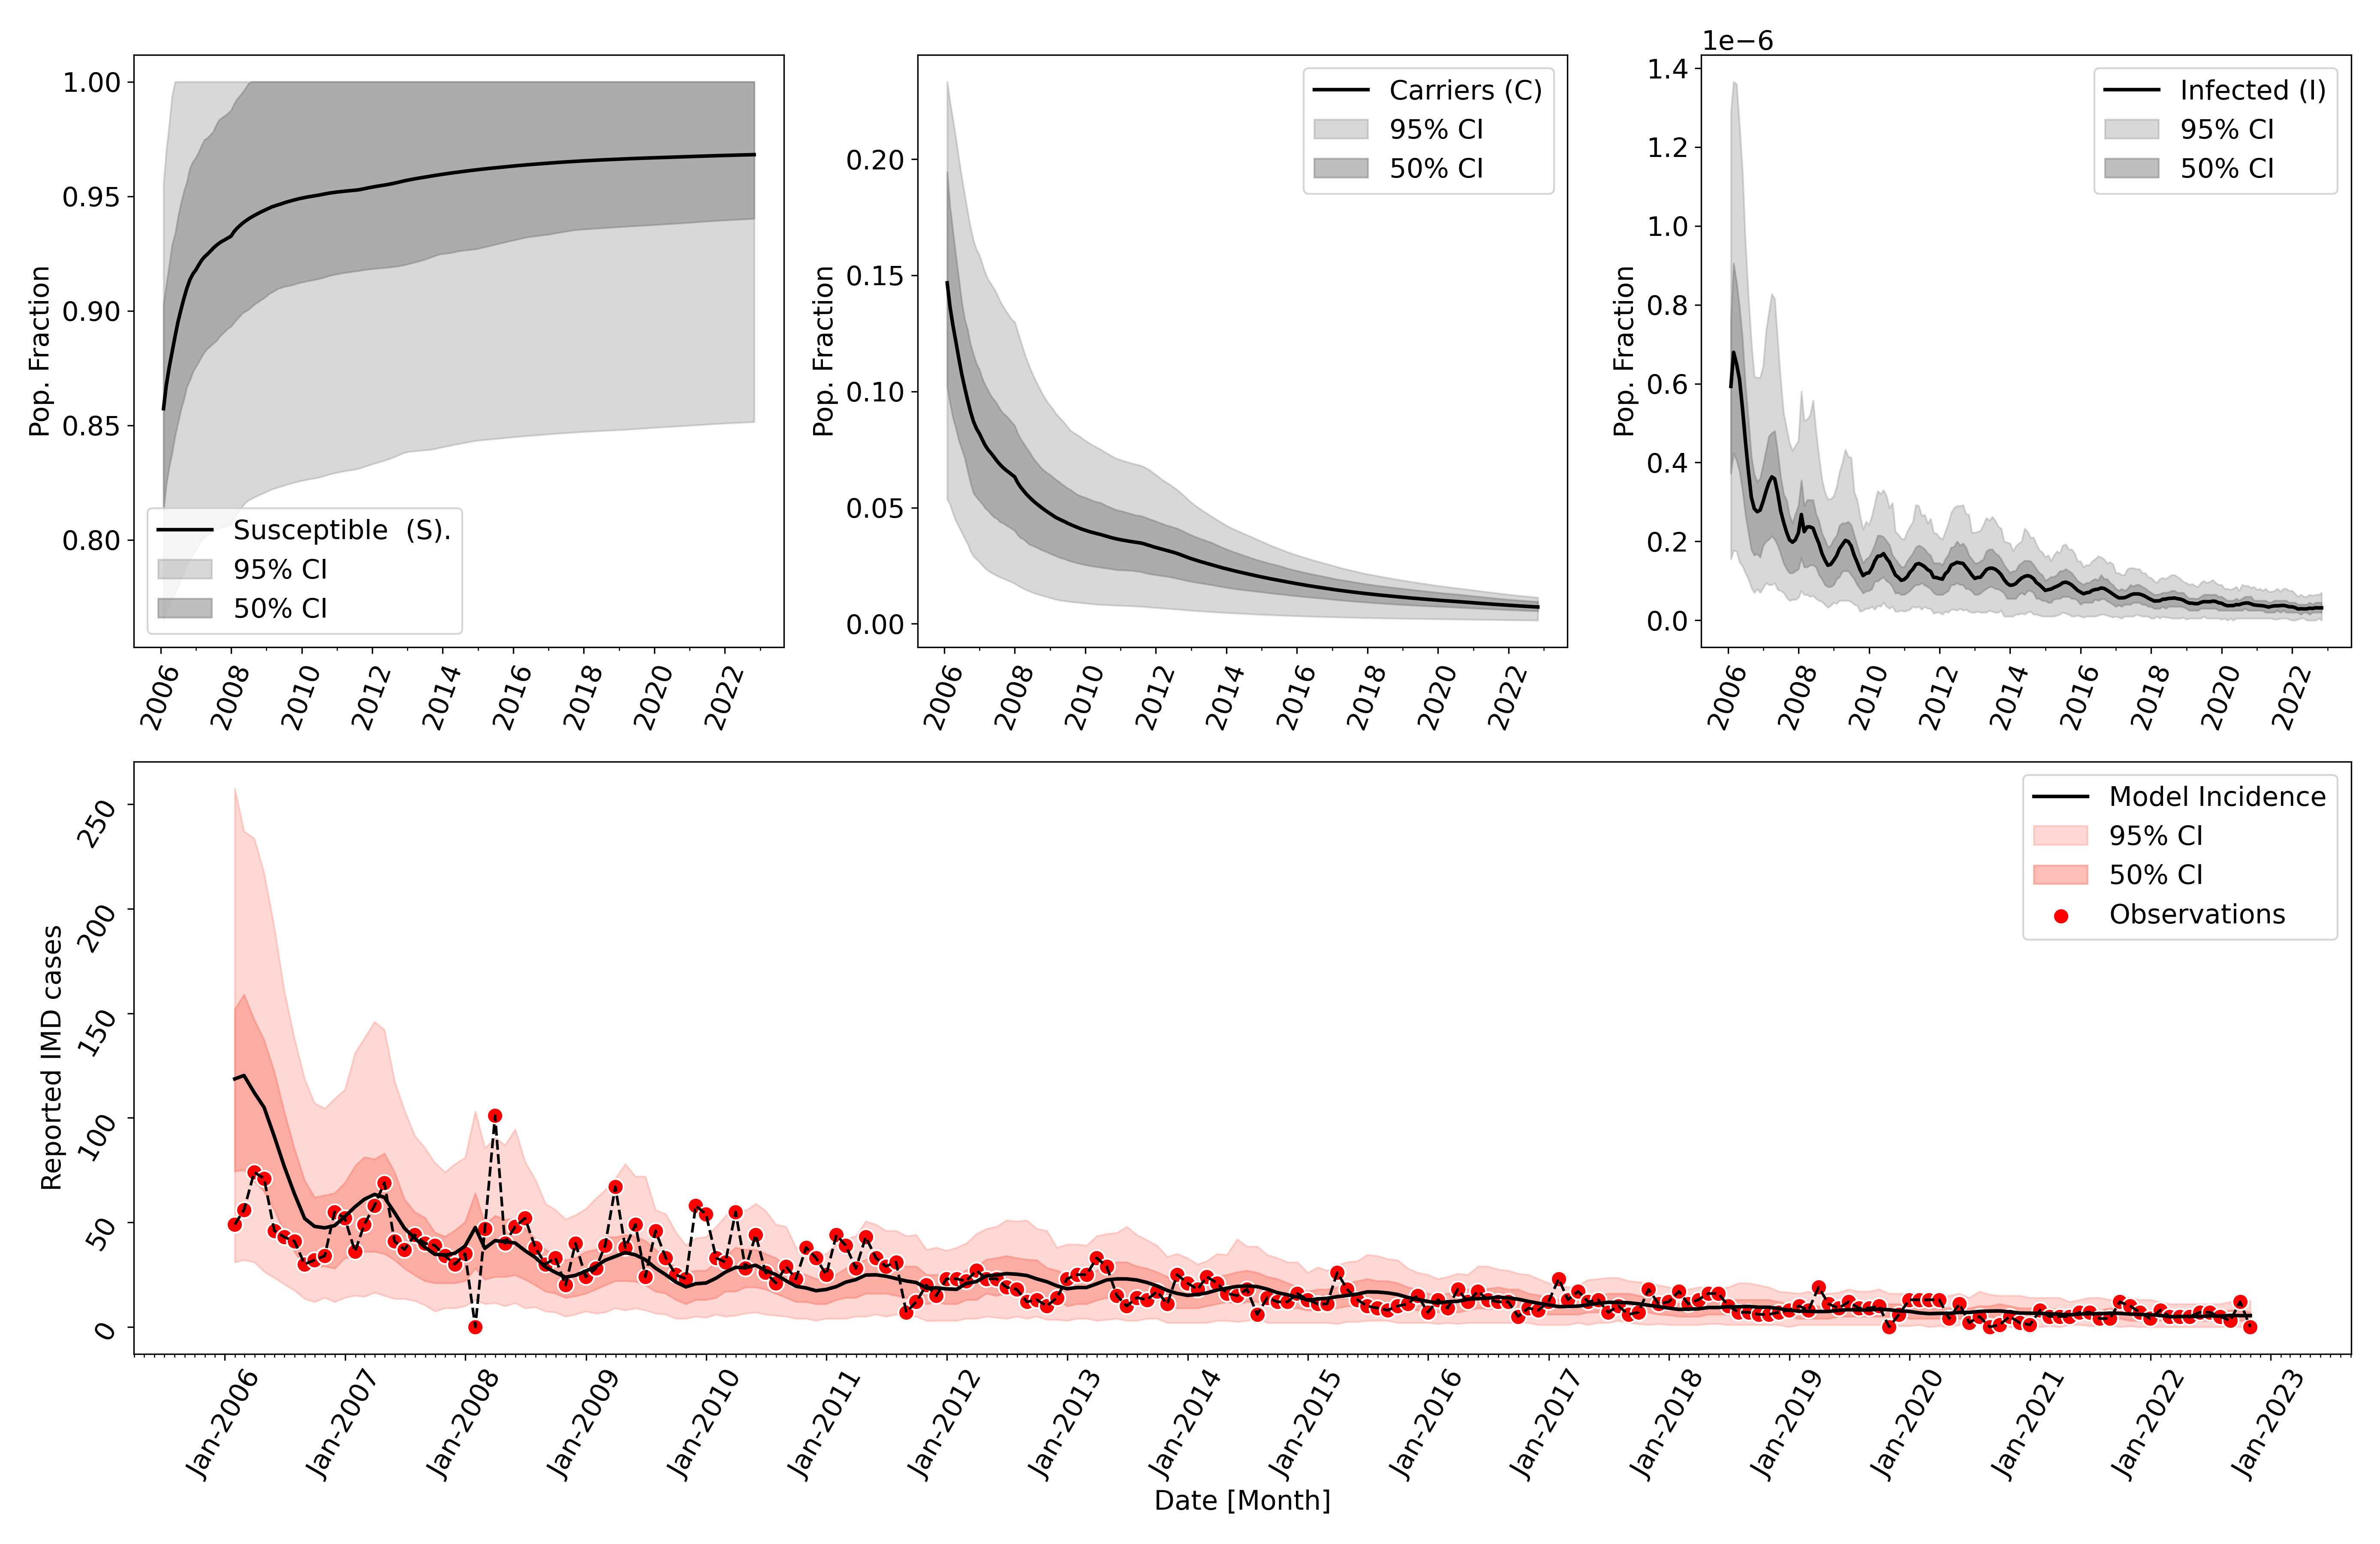 1.00
0.95
0.90
0.85
0.80
Pop. Fraction
Susceptible  (S).
95% CI
50% CI
2006
2008
2010
2012
2014
2016
2018
2020
2022
0.20
0.15
0.10
0.05
0.00
Pop. Fraction
Carriers (C)
95% CI
50% CI
2006
2008
2010
2012
2014
2016
2018
2020
2022
1e−6
1.4
1.2
1.0
0.8
0.6
0.4
0.2
0.0
Pop. Fraction
Infected (I)
95% CI
50% CI
2006
2008
2010
2012
2014
2016
2018
2020
2022
250
200
150
100
50
0
Reported IMD cases
Model Incidence
95% CI
50% CI
Observations
Jan-2006
Jan-2007
Jan-2008
Jan-2009
Jan-2010
Jan-2011
Jan-2012
Jan-2013
Jan-2014
Jan-2015
Jan-2016
Jan-2017
Jan-2018
Jan-2019
Jan-2020
Jan-2021
Jan-2022
Jan-2023
Date [Month]